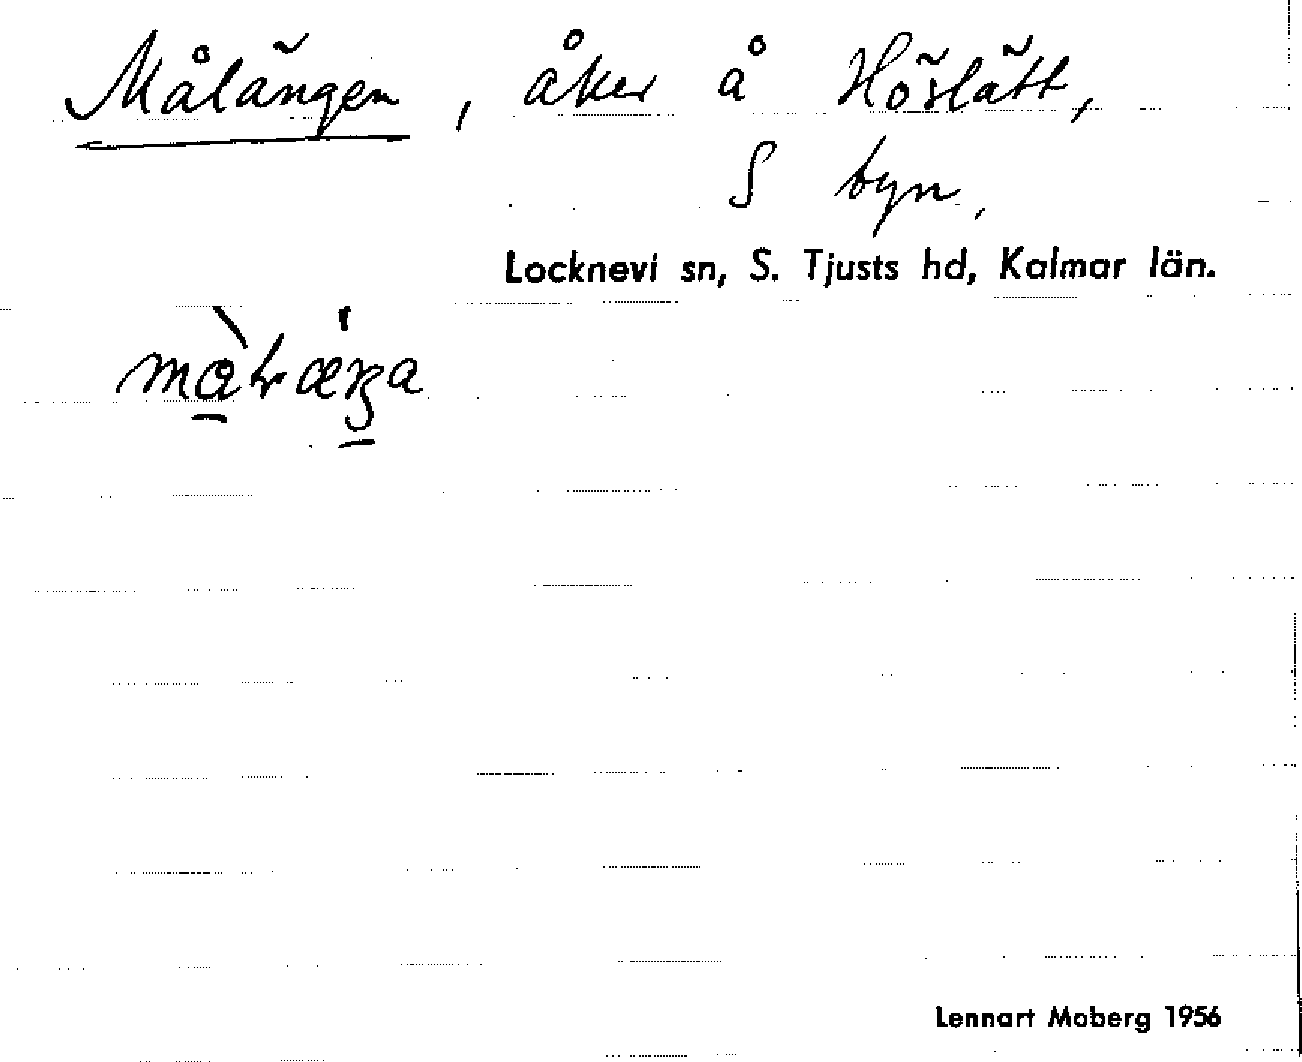 Målängen, åker å Höslätt,
S byn,
Locknevi sn, S. Tjusts hd, Kalmar län.
Lennart Moberg 1956